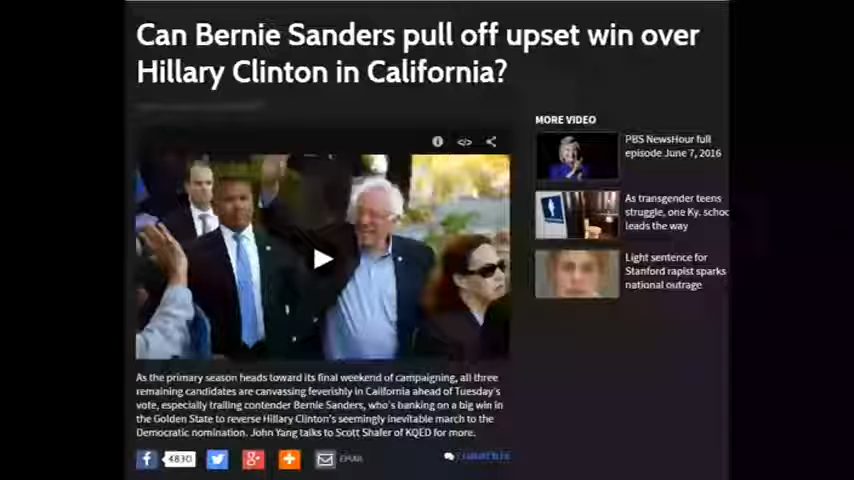 Can Bernie Sanders pull off upset win over
Hillary Clinton in California?
MORE VIDEO
PBS NewsHour full
episode June 7, 2016
As transgender teens
struggle, one Ky. schoo
leads the way
Light sentence for
Stanford rapist sparks
national outrage
As the primary season heads toward its final weekend of campaigning, all three
remaining candidates are canvassing feverishly in California ahead of Tuesday's
vote, especially trailing contender Bernie Sanders, who's banking on a big win in
the Golden State to reverse Hillary Clinton's seemingly inevitable march to the
Democratic nomination. John Yang talks to Scott Shafer of KQED for more.
4830
EMAIL